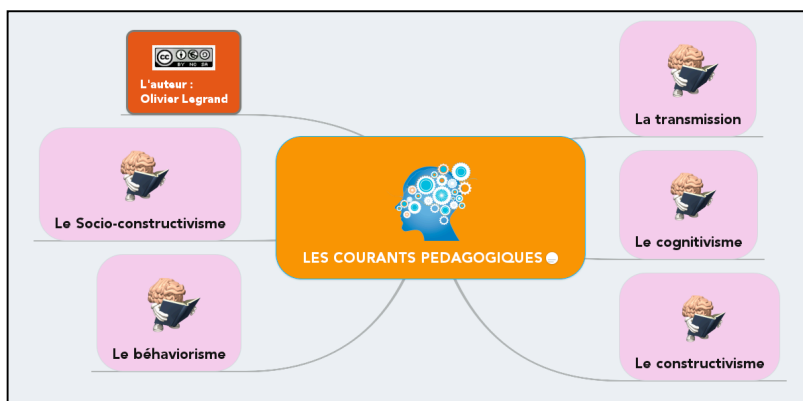 L'auteur :
Olivier Legrand
La transmission
Le Socio-constructivisme
LES COURANTS PEDAGOGIQUES
Le cognitivisme
Le béhaviorisme
Le constructivisme